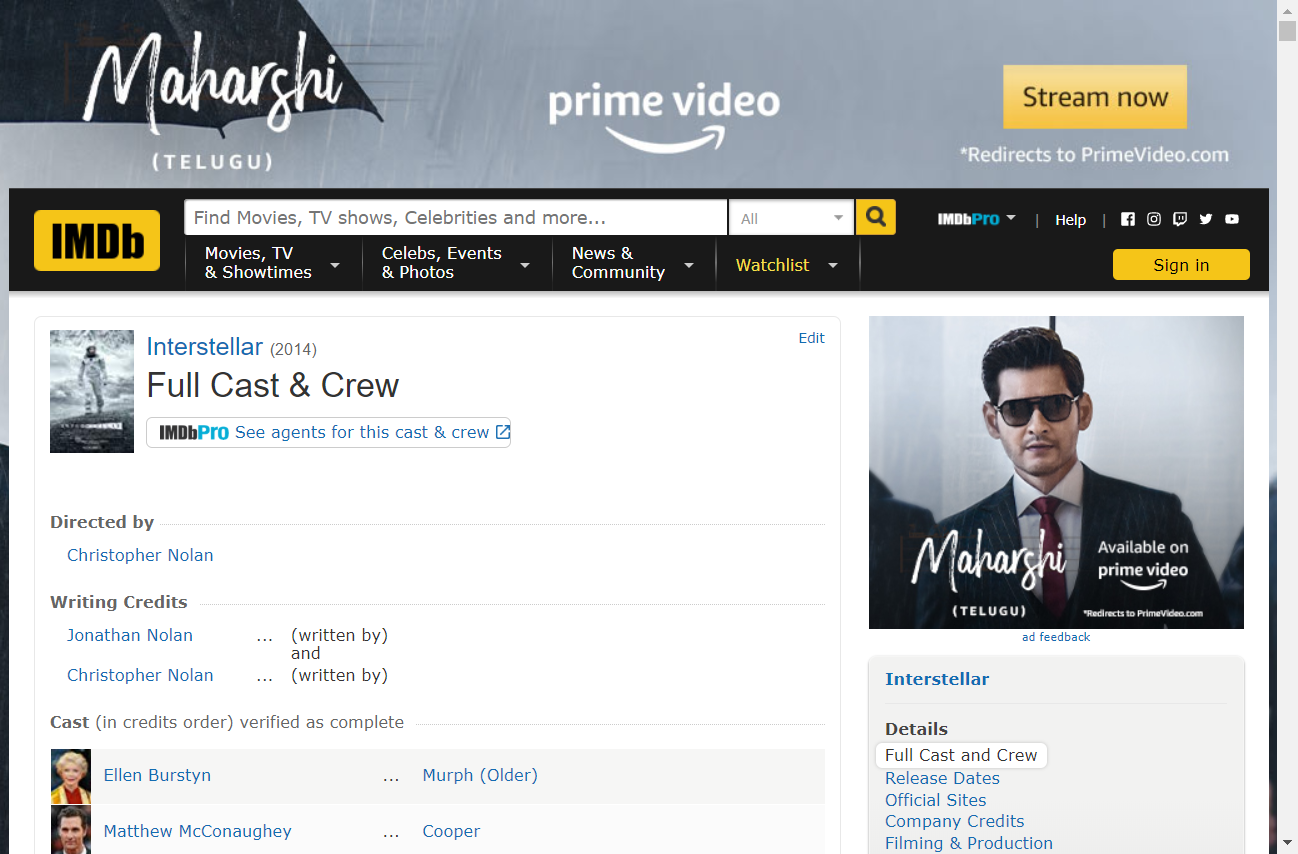 Maharshi
(TELUGU)
prime video
Stream now
*Redirects to PrimeVideo.com
IMDb
Find Movies, TV shows, Celebrities and more...
All
IMDbPro
|
Help
|
Movies, TV
& Showtimes
Celebs, Events
& Photos
News &
Community
Watchlist
Sign in
Interstellar (2014)
Edit
Full Cast & Crew
IMDbPro See agents for this cast & crew
Directed by
Christopher Nolan
Writing Credits
Jonathan Nolan ... (written by)
and
Christopher Nolan ... (written by)
Cast (in credits order) verified as complete
Ellen Burstyn ... Murph (Older)
Matthew McConaughey ... Cooper
Maharshi
(TELUGU)
Available on
prime video
*Redirects to PrimeVideo.com
ad feedback
Interstellar
Details
Full Cast and Crew
Release Dates
Official Sites
Company Credits
Filming & Production